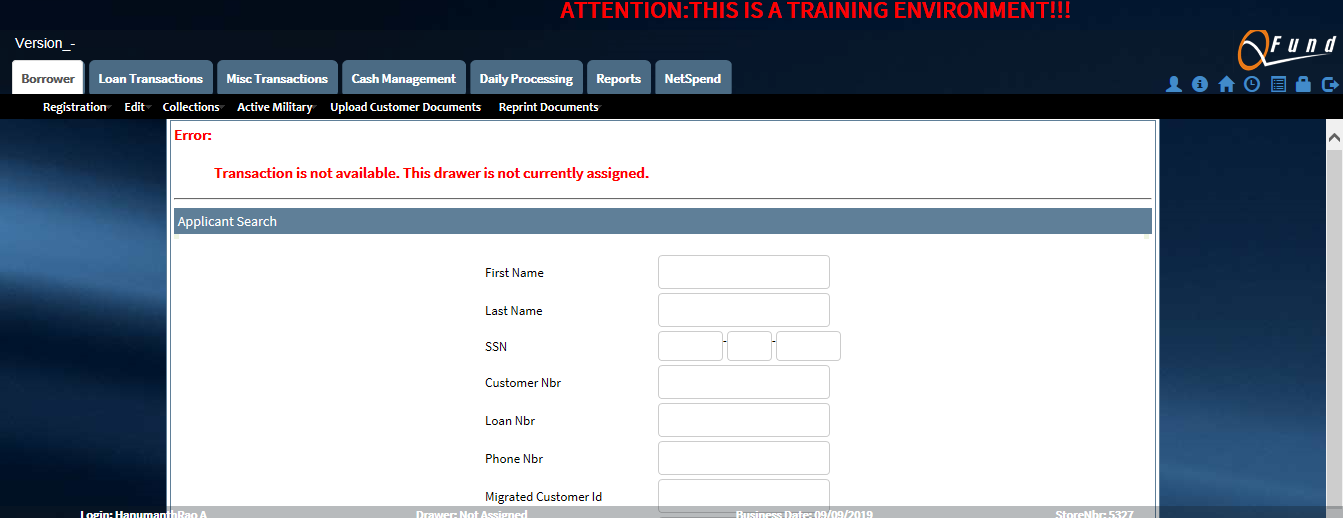 ATTENTION:THIS IS A TRAINING ENVIRONMENT!!!
Version_-
QFund
Borrower Loan Transactions Misc Transactions Cash Management Daily Processing Reports NetSpend
Registration Edit Collections Active Military Upload Customer Documents Reprint Documents
Error:
Transaction is not available. This drawer is not currently assigned.
Applicant Search
First Name
Last Name
SSN - -
Customer Nbr
Loan Nbr
Phone Nbr
Migrated Customer Id
Login: HanumanthRao A Drawer: Not Assigned Business Date: 09/09/2019 StoreNbr: 5327